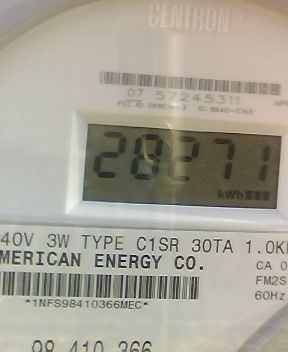 CENTRON®
07 57245311
28271
kWh
40V 3W TYPE C1SR 30TA 1.0K
MERICAN ENERGY CO.
CA 0
FM2S
60Hz
*1NFS98410366MEC*
98 410 366